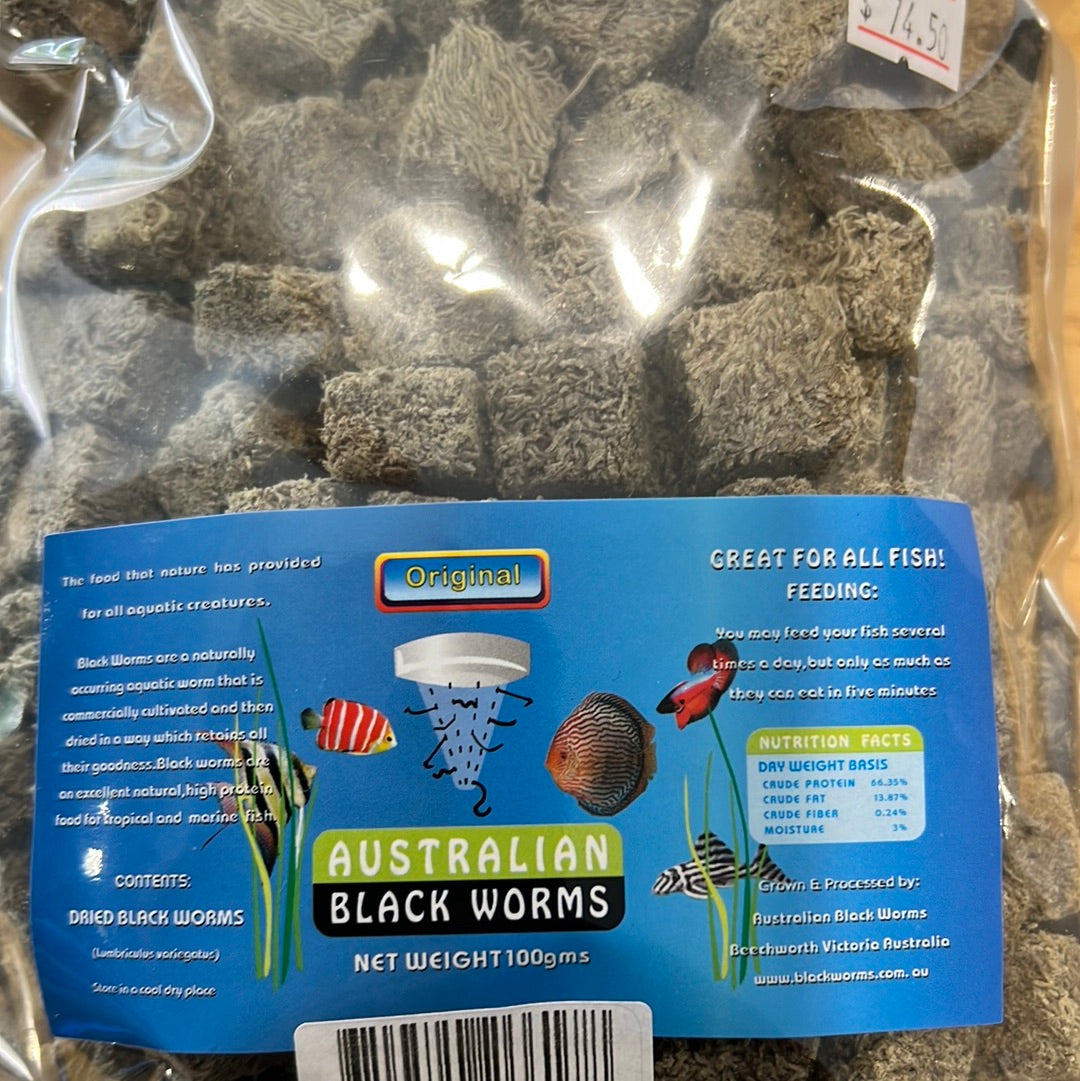 $ 74.50
The food that nature has provided
for all aquatic creatures.
Black Worms are a naturally
occurring aquatic worm that is
commercially cultivated and then
dried in a way which retains all
their goodness.Black worms are
an excellent natural,high protein
food for tropical and marine fish.
CONTENTS:
DRIED BLACK WORMS
(Lumbriculus variegatus)
Store in a cool dry place
Original
AUSTRALIAN
BLACK WORMS
NET WEIGHT 100gms
GREAT FOR ALL FISH!
FEEDING:
You may feed your fish several
times a day,but only as much as
they can eat in five minutes
NUTRITION FACTS
DAY WEIGHT BASIS
CRUDE PROTEIN 66.35%
CRUDE FAT 13.87%
CRUDE FIBER 0.24%
MOISTURE 3%
Grown & Processed by:
Australian Black Worms
Beechworth Victoria Australia
www.blackworms.com.au